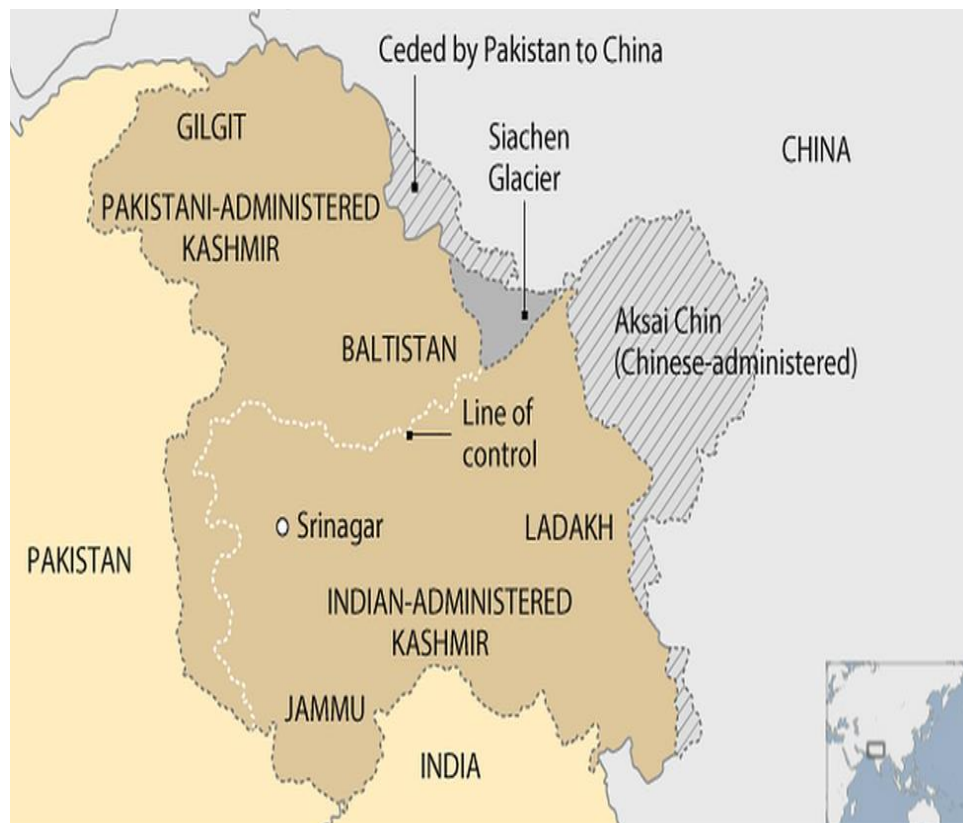 Ceded by Pakistan to China
GILGIT
Siachen
Glacier
CHINA
PAKISTANI-ADMINISTERED
KASHMIR
Aksai Chin
(Chinese-administered)
BALTISTAN
Line of
control
Srinagar
LADAKH
PAKISTAN
INDIAN-ADMINISTERED
KASHMIR
JAMMU
INDIA